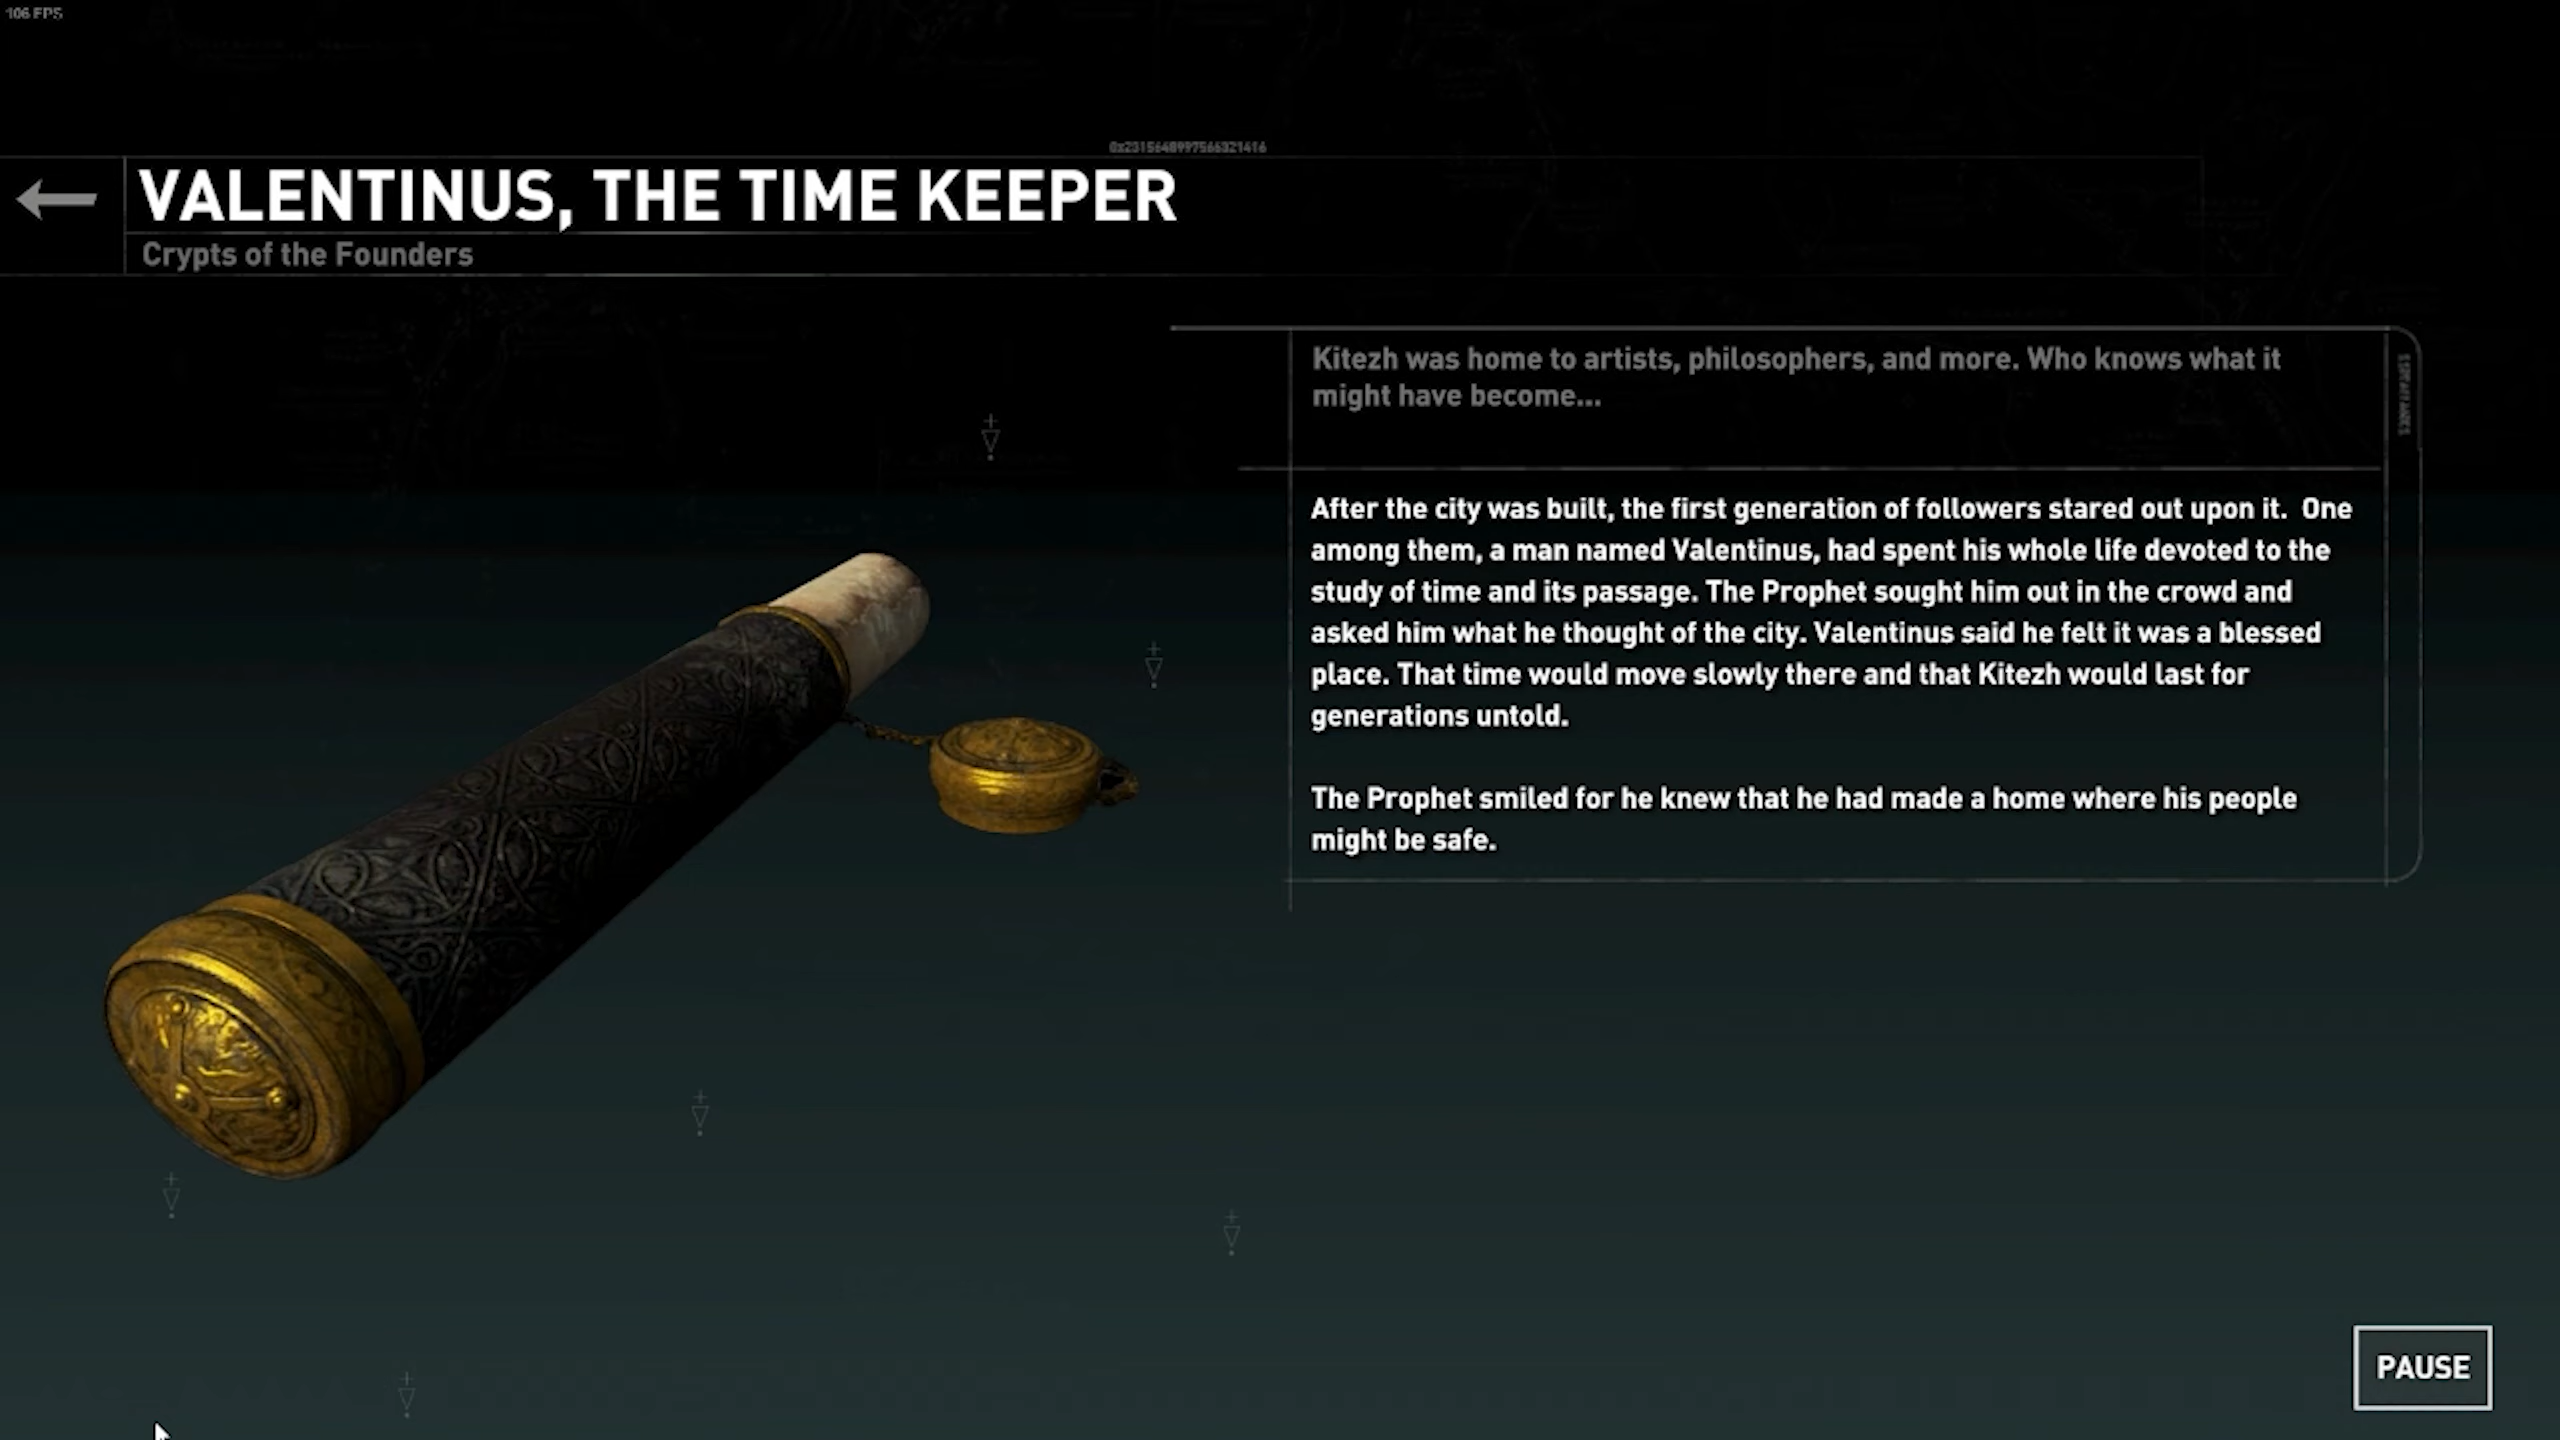 106 FPS
0x2315648997566321416
VALENTINUS, THE TIME KEEPER
Crypts of the Founders
Kitezh was home to artists, philosophers, and more. Who knows what it
might have become...
After the city was built, the first generation of followers stared out upon it.  One
among them, a man named Valentinus, had spent his whole life devoted to the
study of time and its passage. The Prophet sought him out in the crowd and
asked him what he thought of the city. Valentinus said he felt it was a blessed
place. That time would move slowly there and that Kitezh would last for
generations untold.
The Prophet smiled for he knew that he had made a home where his people
might be safe.
PAUSE